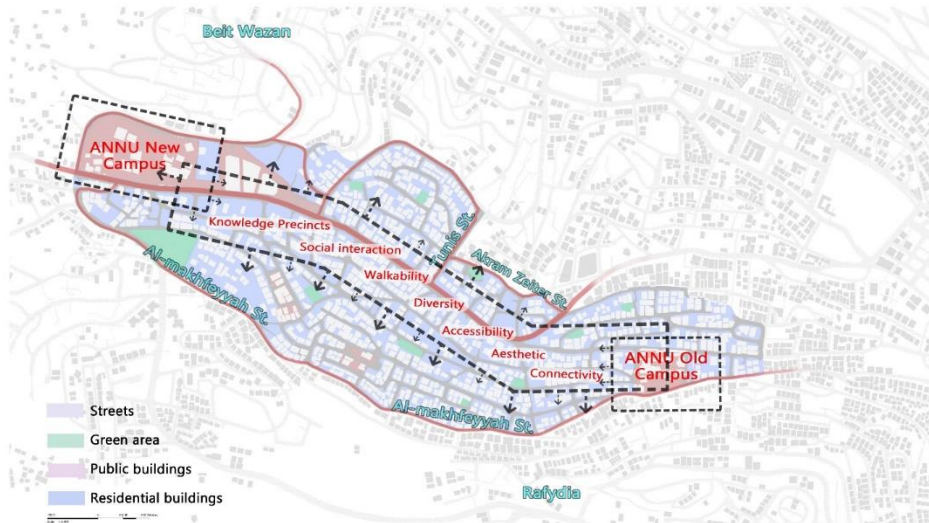 Beit Wazan
ANNU New
Campus
Knowledge Precincts
Social interaction
Tunis St.
Akram Zeiter St.
Al-makhfeyyah St.
Walkability
Diversity
Accessibility
Aesthetic
Connectivity
ANNU Old
Campus
Al-makhfeyyah St.
Streets
Green area
Public buildings
Residential buildings
Rafydia